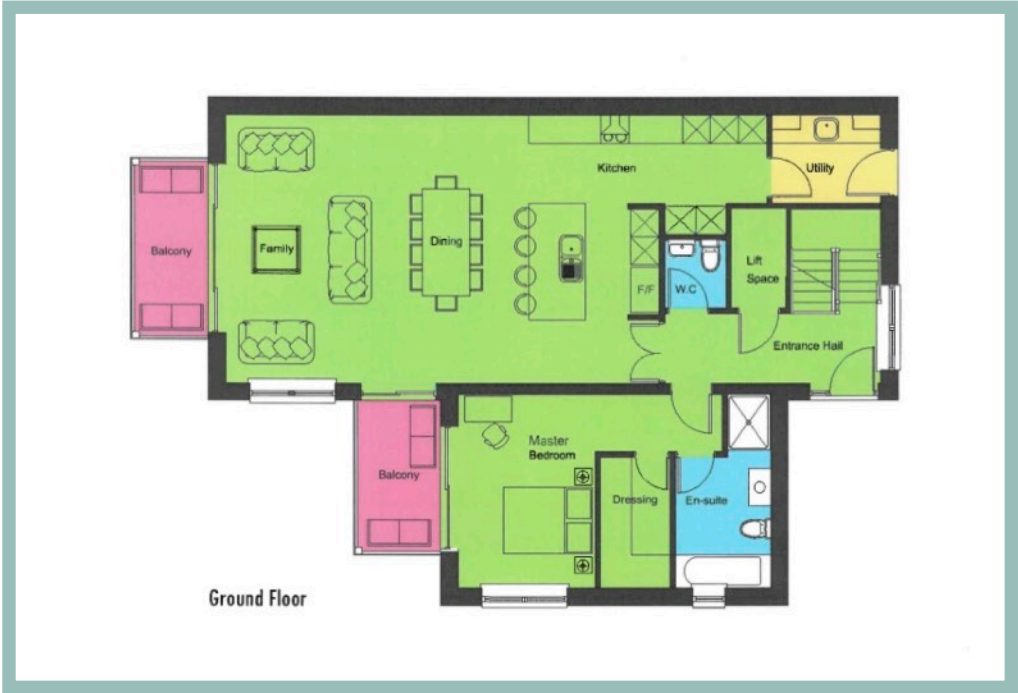 Kitchen
Utility
Balcony
Family
Dining
Lift
Space
F/F
W.C
Entrance Hall
Master
Bedroom
Balcony
Dressing
En-suite
Ground Floor